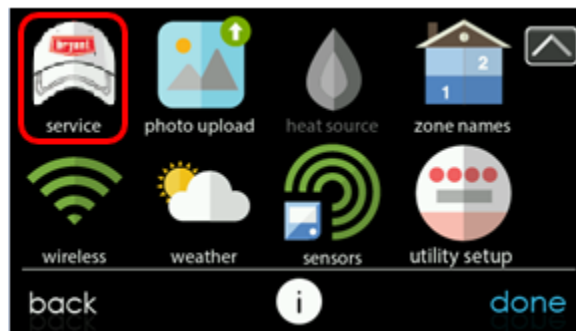 bryant
service photo upload heat source zone names
2
1
wireless weather sensors utility setup
back i done